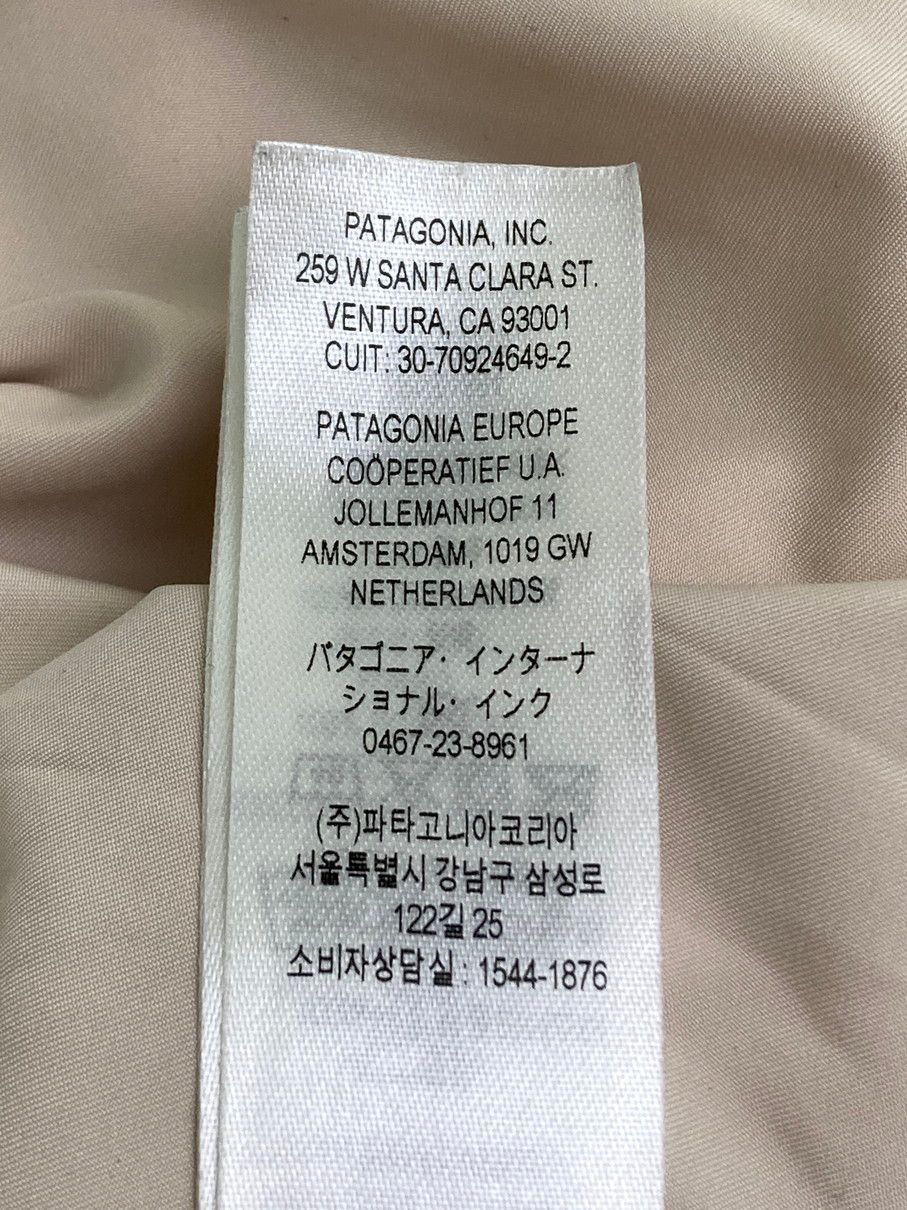 PATAGONIA, INC.
259 W SANTA CLARA ST.
VENTURA, CA 93001
CUIT: 30-70924649-2
PATAGONIA EUROPE
COÖPERATIEF U.A.
JOLLEMANHOF 11
AMSTERDAM, 1019 GW
NETHERLANDS
パタゴニア・インターナ
ショナル・インク
0467-23-8961
(주)파타고니아코리아
서울특별시 강남구 삼성로
122길 25
소비자상담실 : 1544-1876